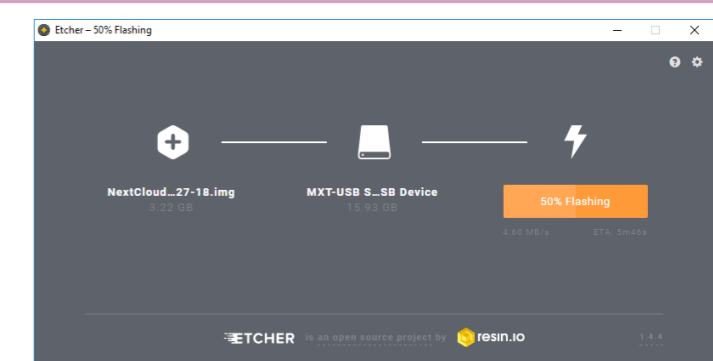 Etcher – 50% Flashing
NextCloud...27-18.img
3.22 GB
MXT-USB S...SB Device
15.93 GB
50% Flashing
4.60 MB/s ETA: 5m46s
ETCHER is an open source project by resin.io
1.4.4